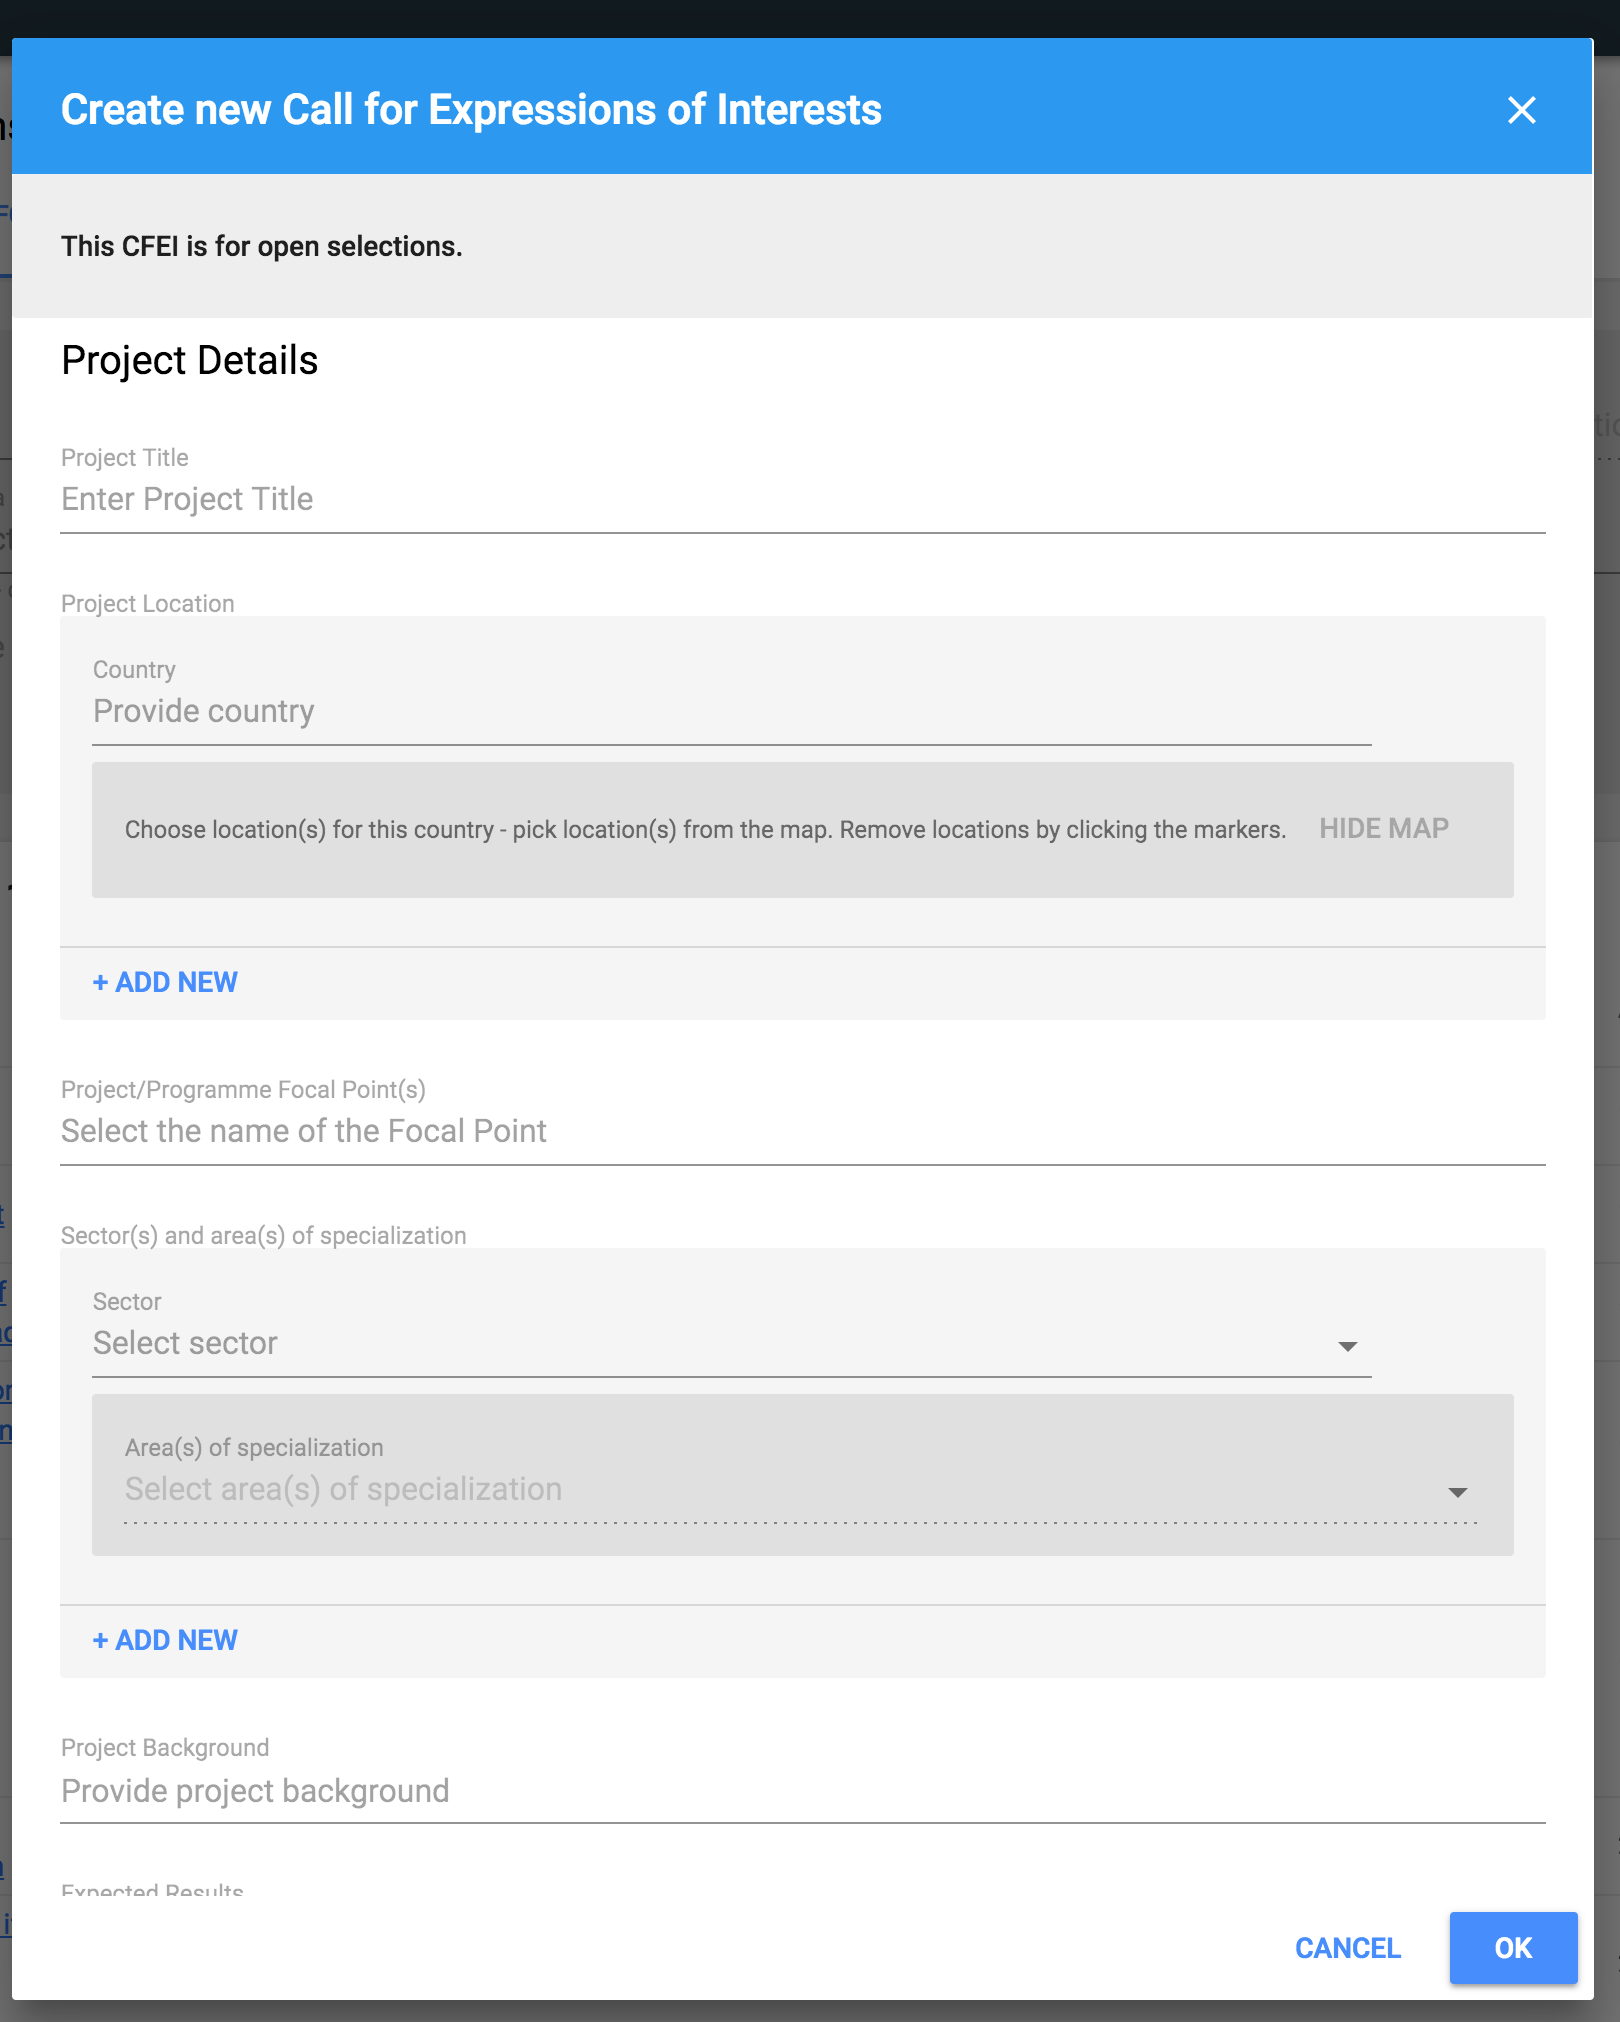 Create new Call for Expressions of Interests
This CFEI is for open selections.
Project Details
Project Title
Enter Project Title
Project Location
Country
Provide country
Choose location(s) for this country - pick location(s) from the map. Remove locations by clicking the markers. HIDE MAP
+ ADD NEW
Project/Programme Focal Point(s)
Select the name of the Focal Point
Sector(s) and area(s) of specialization
Sector
Select sector
Area(s) of specialization
Select area(s) of specialization
+ ADD NEW
Project Background
Provide project background
Expected Results
CANCEL OK